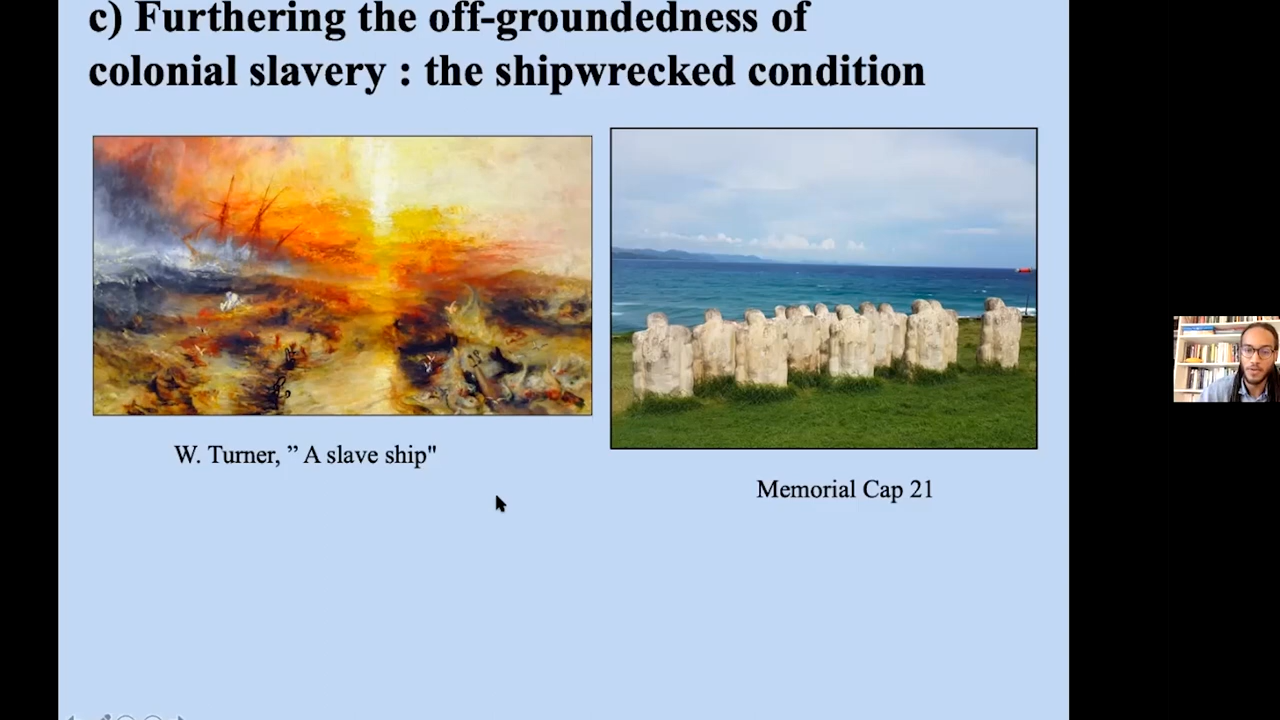 c) Furthering the off-groundedness of
colonial slavery : the shipwrecked condition
W. Turner, ” A slave ship"
Memorial Cap 21